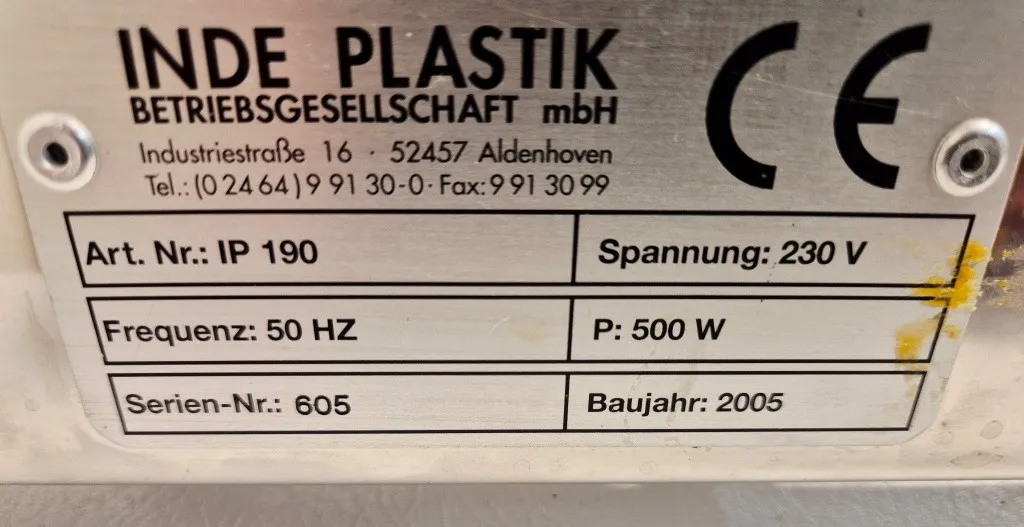 INDE PLASTIK
BETRIEBSGESELLSCHAFT mbH
Industriestraße 16 · 52457 Aldenhoven
Tel.: (0 24 64) 9 91 30-0 · Fax: 9 91 30 99
CE
Art. Nr.: IP 190 Spannung: 230 V
Frequenz: 50 HZ P: 500 W
Serien-Nr.: 605 Baujahr: 2005